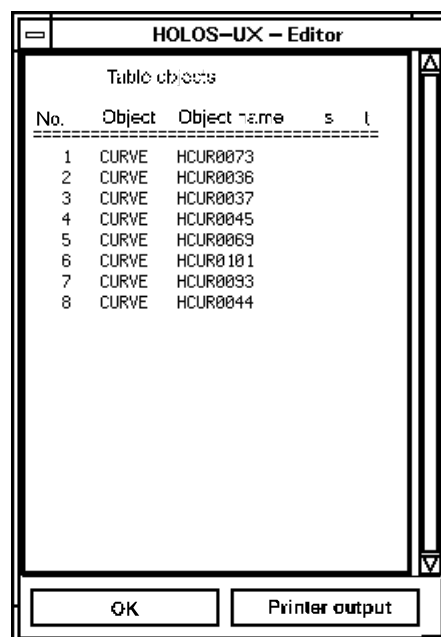 HOLOS-UX - Editor
Table objects
No. Object Object name s t
==================================
1 CURVE HCUR0073
2 CURVE HCUR0036
3 CURVE HCUR0037
4 CURVE HCUR0045
5 CURVE HCUR0069
6 CURVE HCUR0101
7 CURVE HCUR0093
8 CURVE HCUR0044
OK Printer output